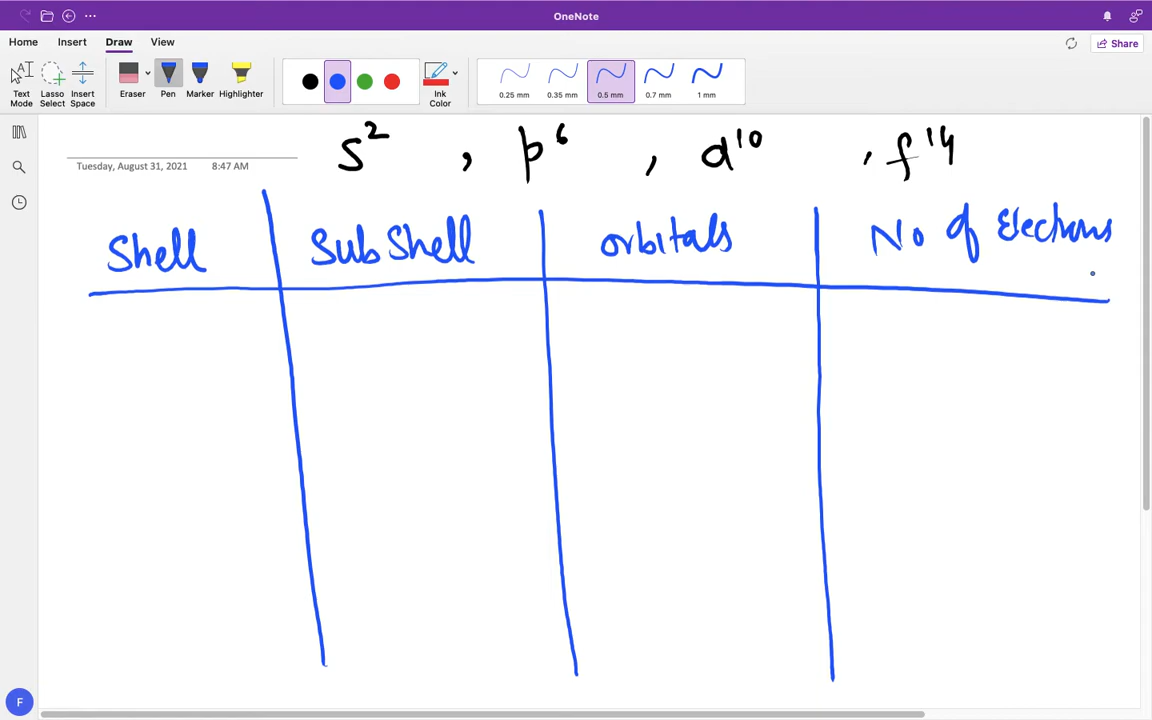 OneNote
Home Insert Draw View
Share
Text Mode Lasso Select Insert Space Eraser Pen Marker Highlighter Ink Color 0.25 mm 0.35 mm 0.5 mm 0.7 mm 1 mm
s² , p⁶ , d¹⁰ , f¹⁴
Tuesday, August 31, 2021 8:47 AM
Shell SubShell orbitals No of Electrons
F